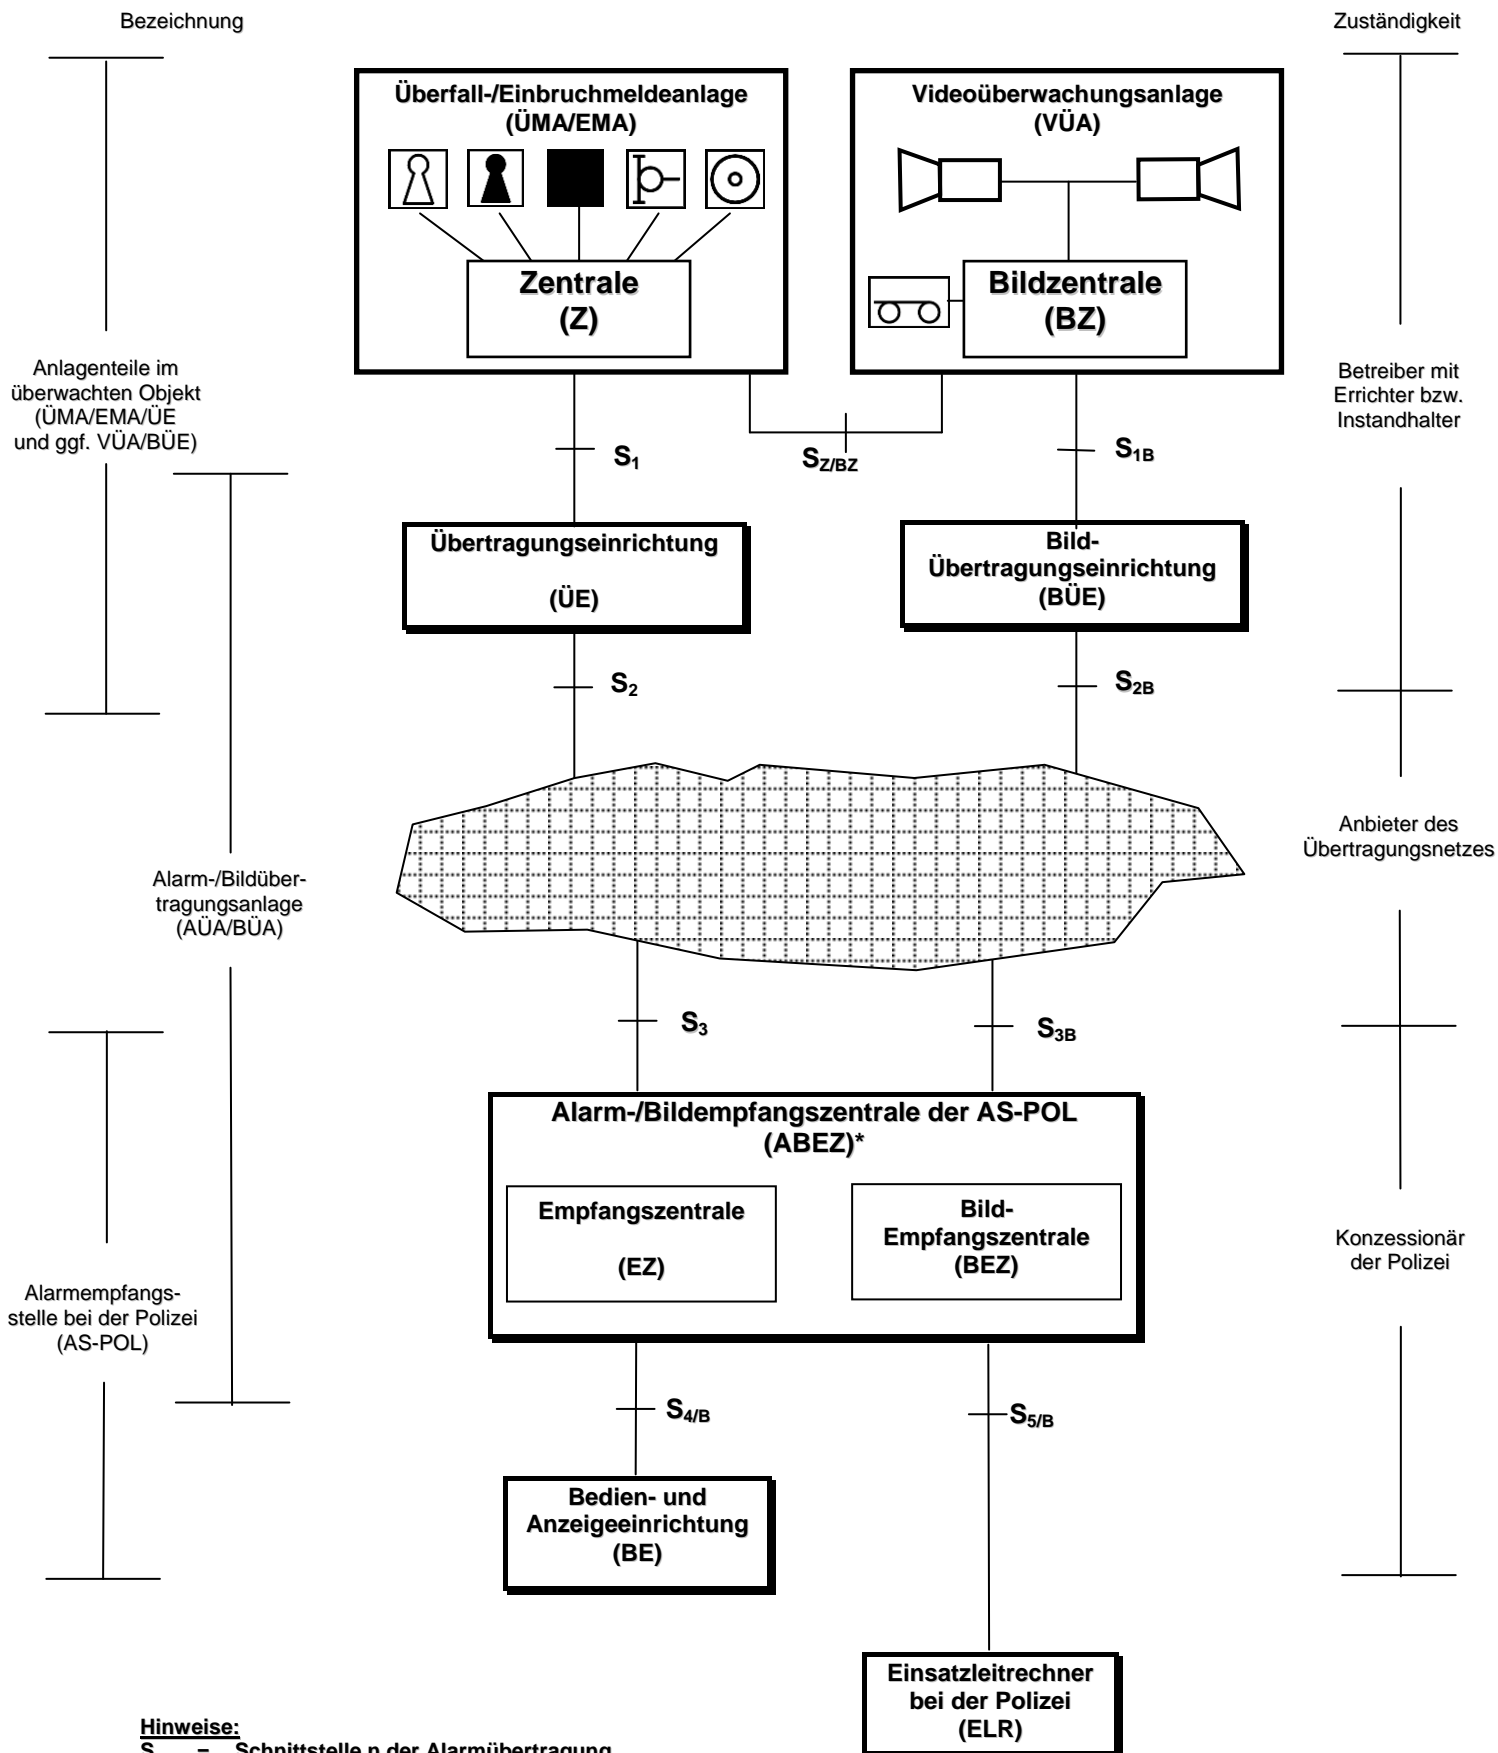 Bezeichnung
Zuständigkeit
Überfall-/Einbruchmeldeanlage
(ÜMA/EMA)
Videoüberwachungsanlage
(VÜA)
Zentrale
(Z)
Bildzentrale
(BZ)
Anlagenteile im
überwachten Objekt
(ÜMA/EMA/ÜE
und ggf. VÜA/BÜE)
Betreiber mit
Errichter bzw.
Instandhalter
S1
SZ/BZ
S1B
Übertragungseinrichtung
(ÜE)
Bild-
Übertragungseinrichtung
(BÜE)
S2
S2B
Anbieter des
Übertragungsnetzes
Alarm-/Bildüber-
tragungsanlage
(AÜA/BÜA)
S3
S3B
Alarm-/Bildempfangszentrale der AS-POL
(ABEZ)*
Empfangszentrale
(EZ)
Bild-
Empfangszentrale
(BEZ)
Konzessionär
der Polizei
Alarmempfangs-
stelle bei der Polizei
(AS-POL)
S4/B
S5/B
Bedien- und
Anzeigeeinrichtung
(BE)
Einsatzleitrechner
bei der Polizei
(ELR)
Hinweise:
S = Schnittstelle n der Alarmübertragung